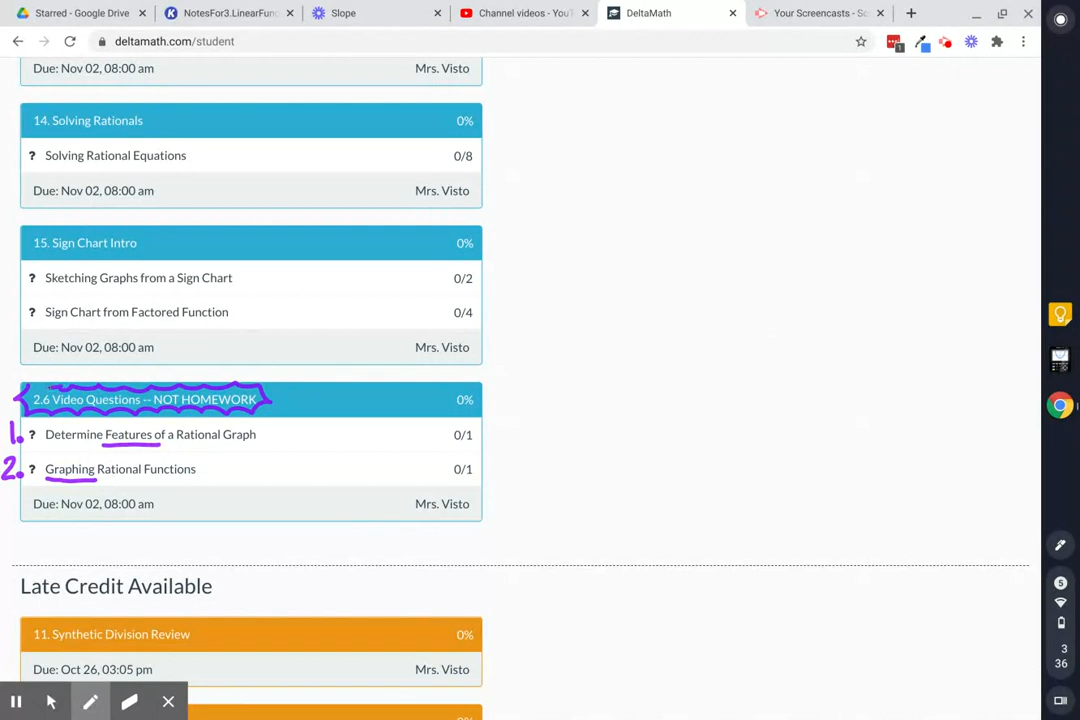 Starred - Google Drive
NotesFor3.LinearFunc
Slope
Channel videos - YouT
DeltaMath
Your Screencasts - Sc
deltamath.com/student
1
Due: Nov 02, 08:00 am Mrs. Visto
14. Solving Rationals 0%
? Solving Rational Equations 0/8
Due: Nov 02, 08:00 am Mrs. Visto
15. Sign Chart Intro 0%
? Sketching Graphs from a Sign Chart 0/2
? Sign Chart from Factored Function 0/4
Due: Nov 02, 08:00 am Mrs. Visto
2.6 Video Questions -- NOT HOMEWORK 0%
1. ? Determine Features of a Rational Graph 0/1
2. ? Graphing Rational Functions 0/1
Due: Nov 02, 08:00 am Mrs. Visto
Late Credit Available
11. Synthetic Division Review 0%
Due: Oct 26, 03:05 pm Mrs. Visto
0%
5
3
36